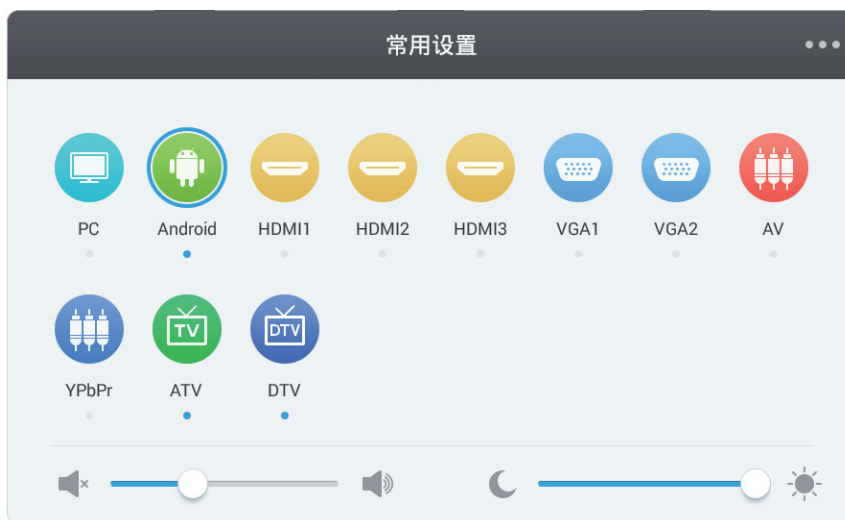 常用设置
PC Android HDMI1 HDMI2 HDMI3 VGA1 VGA2 AV
TV DTV
YPbPr ATV DTV